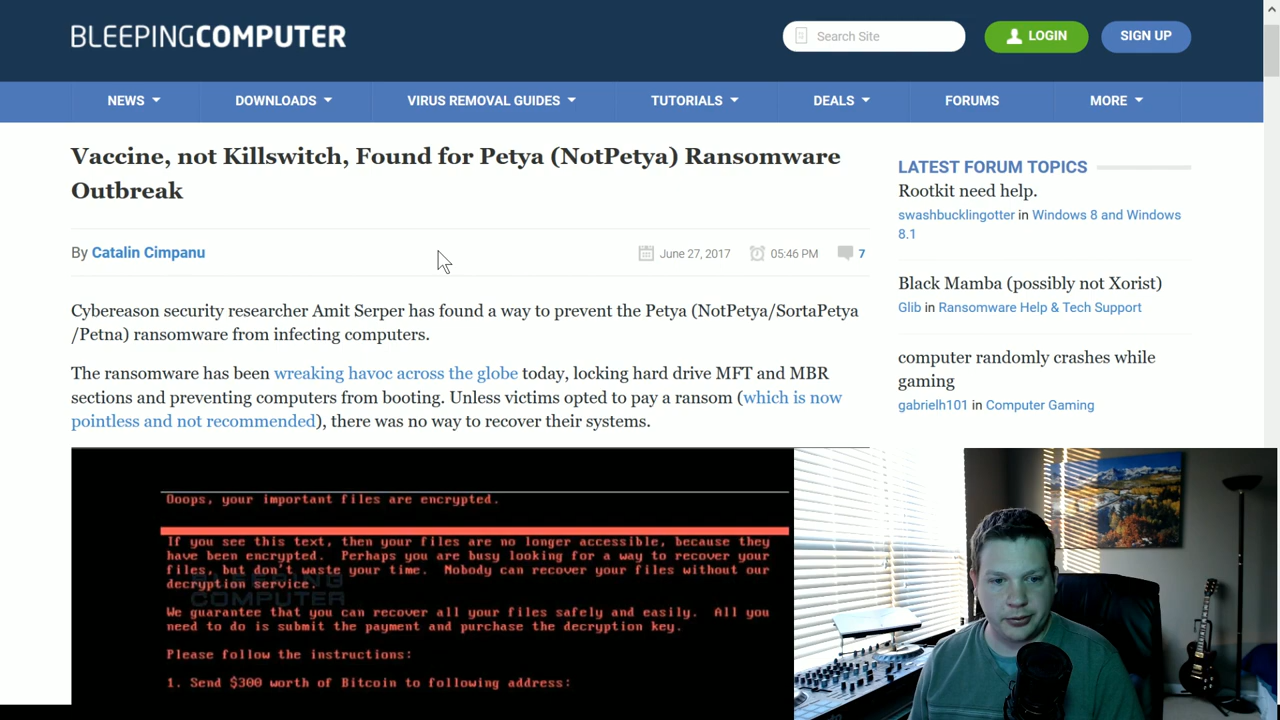 BLEEPINGCOMPUTER
Search Site
LOGIN
SIGN UP
NEWS
DOWNLOADS
VIRUS REMOVAL GUIDES
TUTORIALS
DEALS
FORUMS
MORE
Vaccine, not Killswitch, Found for Petya (NotPetya) Ransomware
Outbreak
By Catalin Cimpanu
June 27, 2017
05:46 PM
7
Cybereason security researcher Amit Serper has found a way to prevent the Petya (NotPetya/SortaPetya
/Petna) ransomware from infecting computers.
The ransomware has been wreaking havoc across the globe today, locking hard drive MFT and MBR
sections and preventing computers from booting. Unless victims opted to pay a ransom (which is now
pointless and not recommended), there was no way to recover their systems.
Ooops, your important files are encrypted.
If you see this text, then your files are no longer accessible, because they
have been encrypted. Perhaps you are busy looking for a way to recover your
files, but don't waste your time. Nobody can recover your files without our
decryption service.
BLEEPING
COMPUTER
We guarantee that you can recover all your files safely and easily. All you
need to do is submit the payment and purchase the decryption key.
Please follow the instructions:
1. Send $300 worth of Bitcoin to following address:
LATEST FORUM TOPICS
Rootkit need help.
swashbucklingotter in Windows 8 and Windows
8.1
Black Mamba (possibly not Xorist)
Glib in Ransomware Help & Tech Support
computer randomly crashes while
gaming
gabrielh101 in Computer Gaming